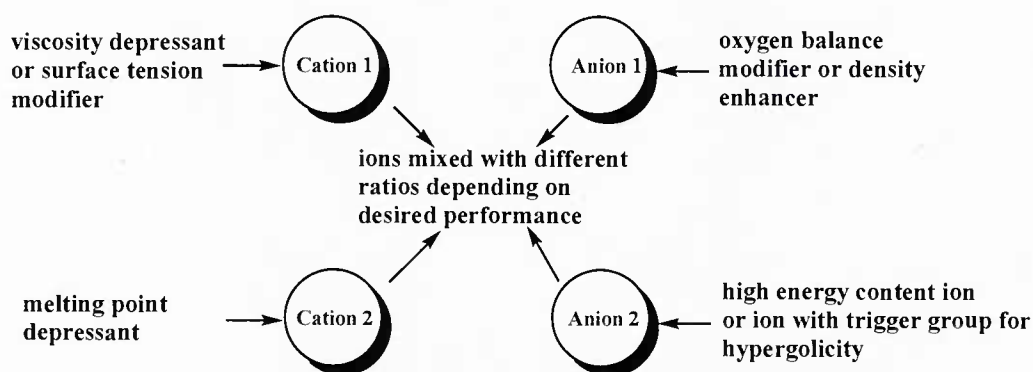 viscosity depressant
or surface tension
modifier
Cation 1
Anion 1
oxygen balance
modifier or density
enhancer
ions mixed with different
ratios depending on
desired performance
melting point
depressant
Cation 2
Anion 2
high energy content ion
or ion with trigger group for
hypergolicity